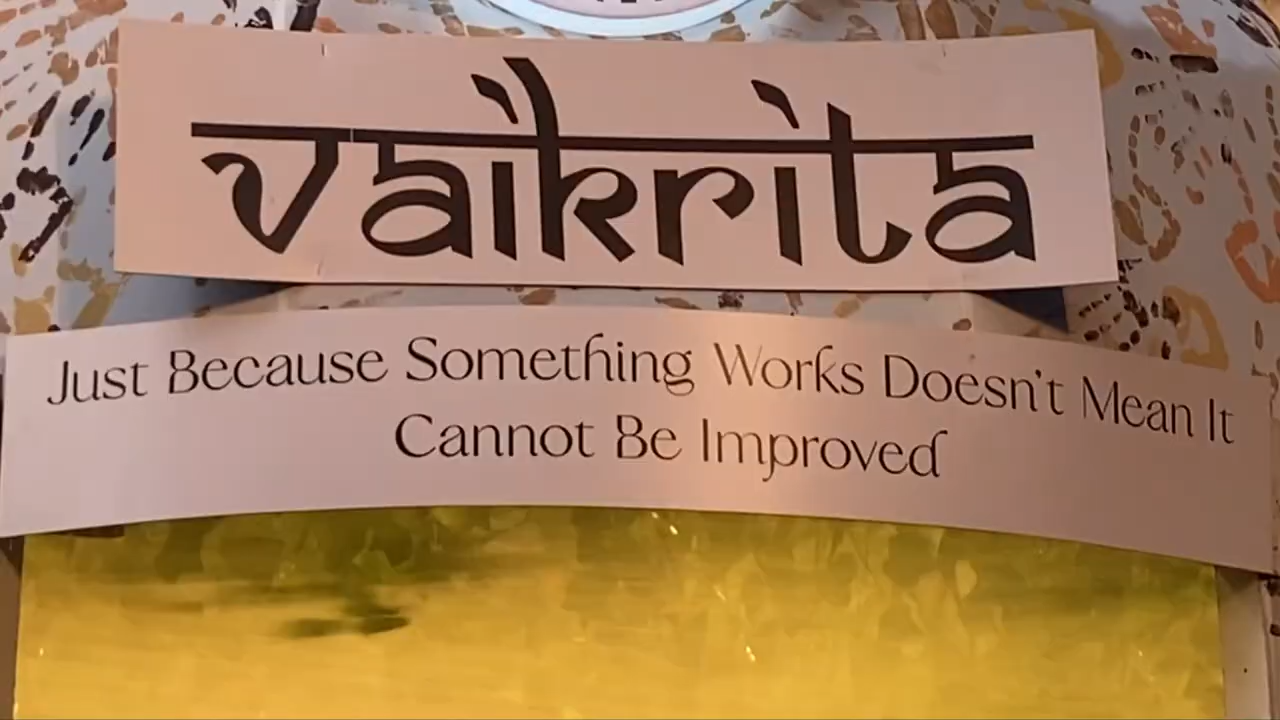 vaikrita
Just Because Something Works Doesn't Mean It
Cannot Be Improved